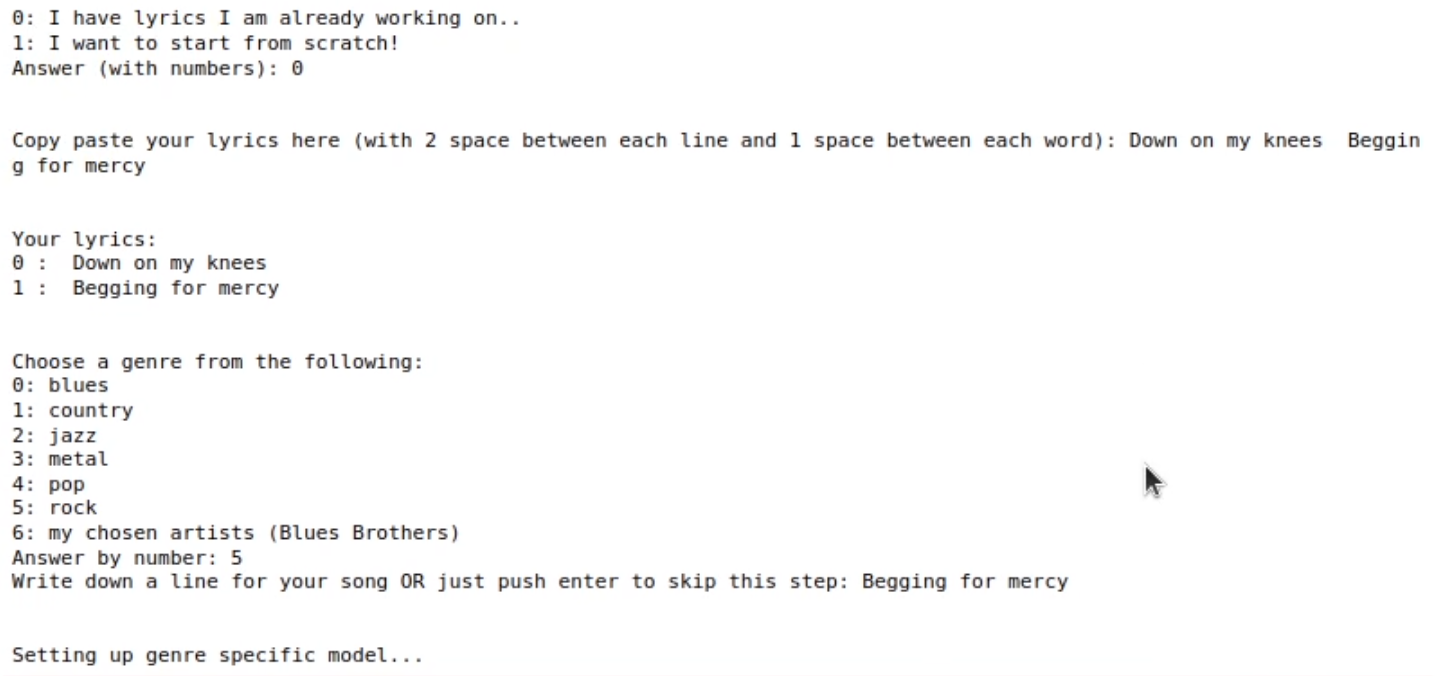 0: I have lyrics I am already working on..
1: I want to start from scratch!
Answer (with numbers): 0
Copy paste your lyrics here (with 2 space between each line and 1 space between each word): Down on my knees  Beggin
g for mercy
Your lyrics:
0 :  Down on my knees
1 :  Begging for mercy
Choose a genre from the following:
0: blues
1: country
2: jazz
3: metal
4: pop
5: rock
6: my chosen artists (Blues Brothers)
Answer by number: 5
Write down a line for your song OR just push enter to skip this step: Begging for mercy
Setting up genre specific model...